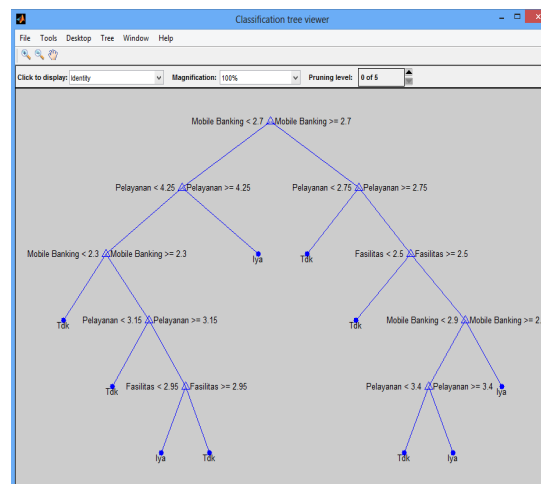 Classification tree viewer
File Tools Desktop Tree Window Help
Click to display: Identity Magnification: 100% Pruning level: 0 of 5
Mobile Banking < 2.7 Mobile Banking >= 2.7
Pelayanan < 4.25 Pelayanan >= 4.25 Pelayanan < 2.75 Pelayanan >= 2.75
Mobile Banking < 2.3 Mobile Banking >= 2.3 Iya Tdk Fasilitas < 2.5 Fasilitas >= 2.5
Tdk Pelayanan < 3.15 Pelayanan >= 3.15 Tdk Mobile Banking < 2.9 Mobile Banking >= 2.
Tdk Fasilitas < 2.95 Fasilitas >= 2.95 Pelayanan < 3.4 Pelayanan >= 3.4 Iya
Iya Tdk Tdk Iya